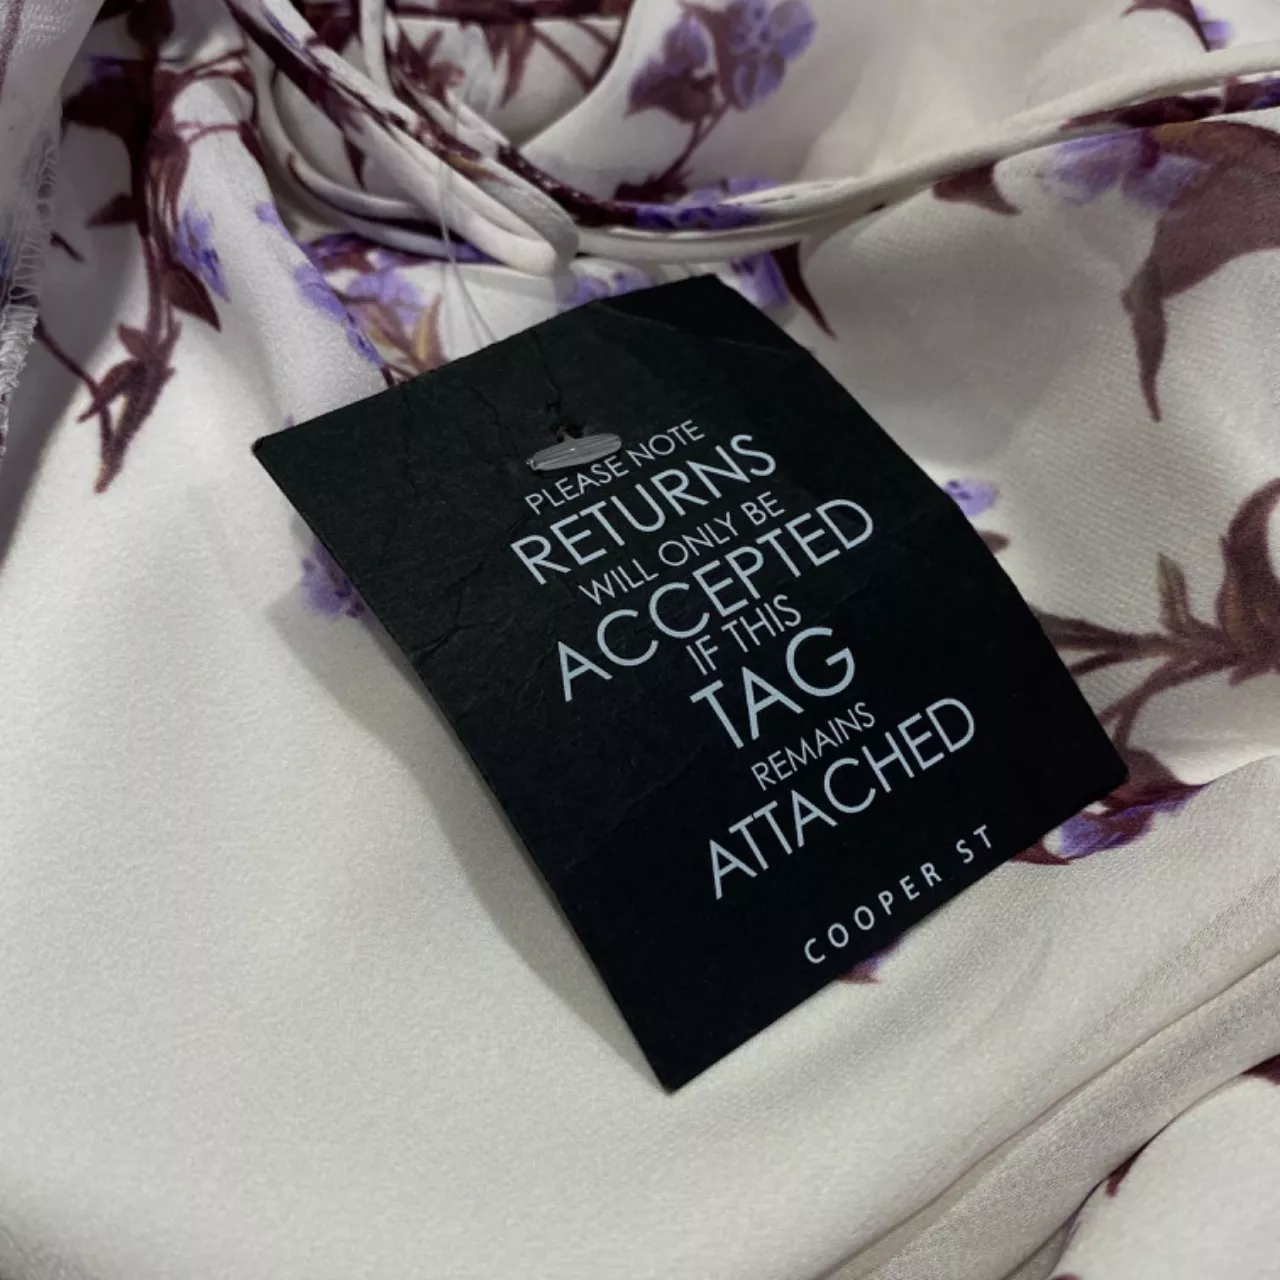 PLEASE NOTE
RETURNS
WILL ONLY BE
ACCEPTED
IF THIS
TAG
REMAINS
ATTACHED
COOPER ST